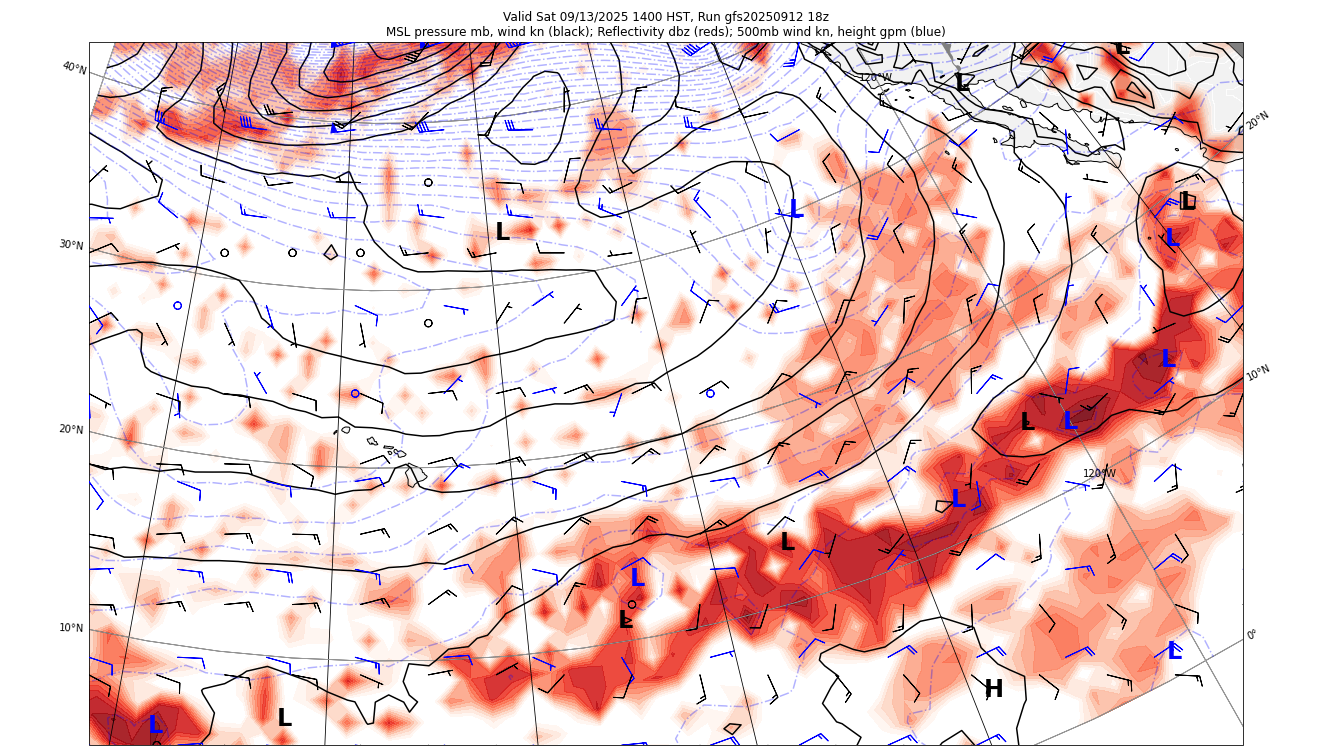 Valid Sat 09/13/2025 1400 HST, Run gfs20250912 18z
MSL pressure mb, wind kn (black); Reflectivity dbz (reds); 500mb wind kn, height gpm (blue)
L
40°N
120°W
L
20°N
L
L
L
L
30°N
L
10°N
L
L
20°N
120°W
L
L
L
10°N
L
0°
L
H
L
L